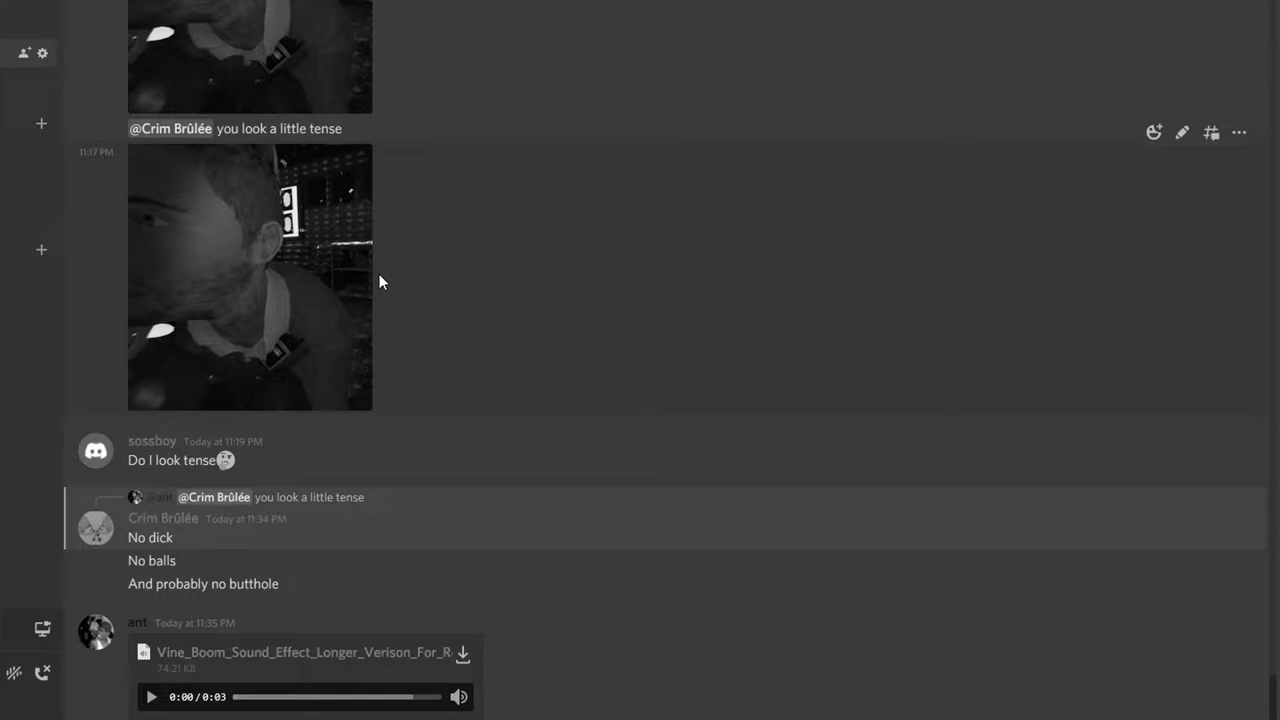 @Crim Brûlée you look a little tense
11:17 PM
sossboy Today at 11:19 PM
Do I look tense🤔
@ant @Crim Brûlée you look a little tense
Crim Brûlée Today at 11:34 PM
No dick
No balls
And probably no butthole
ant Today at 11:35 PM
Vine_Boom_Sound_Effect_Longer_Verison_For_R
74.21 KB
0:00 / 0:03